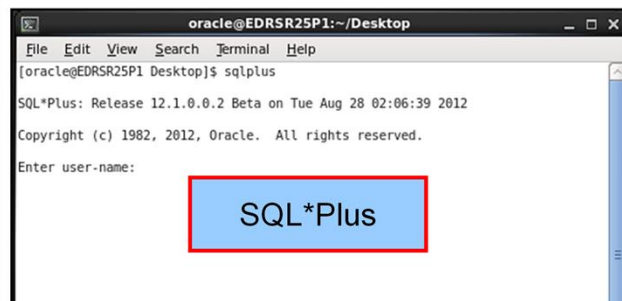 oracle@EDRSR25P1:~/Desktop
File Edit View Search Terminal Help
[oracle@EDRSR25P1 Desktop]$ sqlplus
SQL*Plus: Release 12.1.0.0.2 Beta on Tue Aug 28 02:06:39 2012
Copyright (c) 1982, 2012, Oracle.  All rights reserved.
Enter user-name:
SQL*Plus